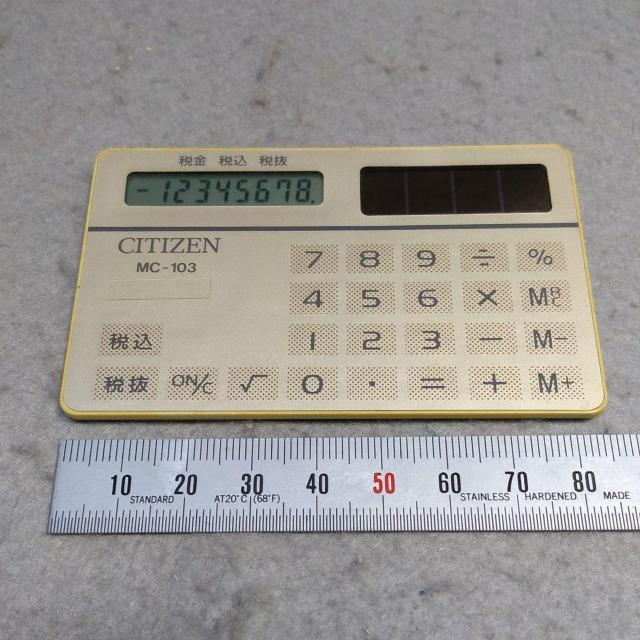 税金 税込 税抜
-12345678.
CITIZEN
MC-103
7 8 9 ÷ %
4 5 6 × MRC
税込 1 2 3 − M−
税抜 ON/C √ 0 · = + M+
10 20 30 40 50 60 70 80
STANDARD AT20°C (68°F) STAINLESS HARDENED MADE